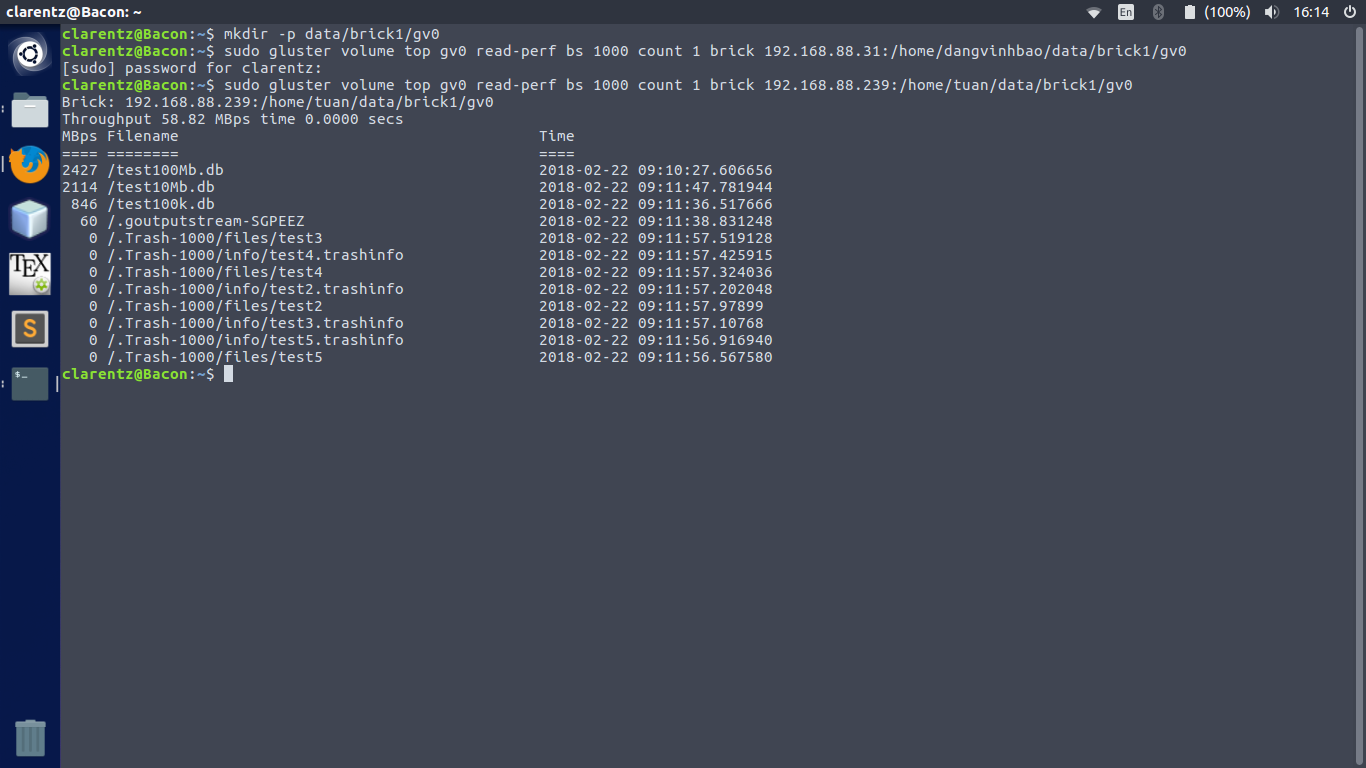 clarentz@Bacon: ~
En
(100%)
16:14
clarentz@Bacon:~$ mkdir -p data/brick1/gv0
clarentz@Bacon:~$ sudo gluster volume top gv0 read-perf bs 1000 count 1 brick 192.168.88.31:/home/dangvinhbao/data/brick1/gv0
[sudo] password for clarentz:
clarentz@Bacon:~$ sudo gluster volume top gv0 read-perf bs 1000 count 1 brick 192.168.88.239:/home/tuan/data/brick1/gv0
Brick: 192.168.88.239:/home/tuan/data/brick1/gv0
Throughput 58.82 MBps time 0.0000 secs
MBps Filename                                        Time
==== ========                                        ====
2427 /test100Mb.db                                   2018-02-22 09:10:27.606656
2114 /test10Mb.db                                    2018-02-22 09:11:47.781944
 846 /test100k.db                                    2018-02-22 09:11:36.517666
  60 /.goutputstream-SGPEEZ                          2018-02-22 09:11:38.831248
   0 /.Trash-1000/files/test3                        2018-02-22 09:11:57.519128
   0 /.Trash-1000/info/test4.trashinfo               2018-02-22 09:11:57.425915
   0 /.Trash-1000/files/test4                        2018-02-22 09:11:57.324036
   0 /.Trash-1000/info/test2.trashinfo               2018-02-22 09:11:57.202048
   0 /.Trash-1000/files/test2                        2018-02-22 09:11:57.97899
   0 /.Trash-1000/info/test3.trashinfo               2018-02-22 09:11:57.10768
   0 /.Trash-1000/info/test5.trashinfo               2018-02-22 09:11:56.916940
   0 /.Trash-1000/files/test5                        2018-02-22 09:11:56.567580
clarentz@Bacon:~$
TEX
S
$_